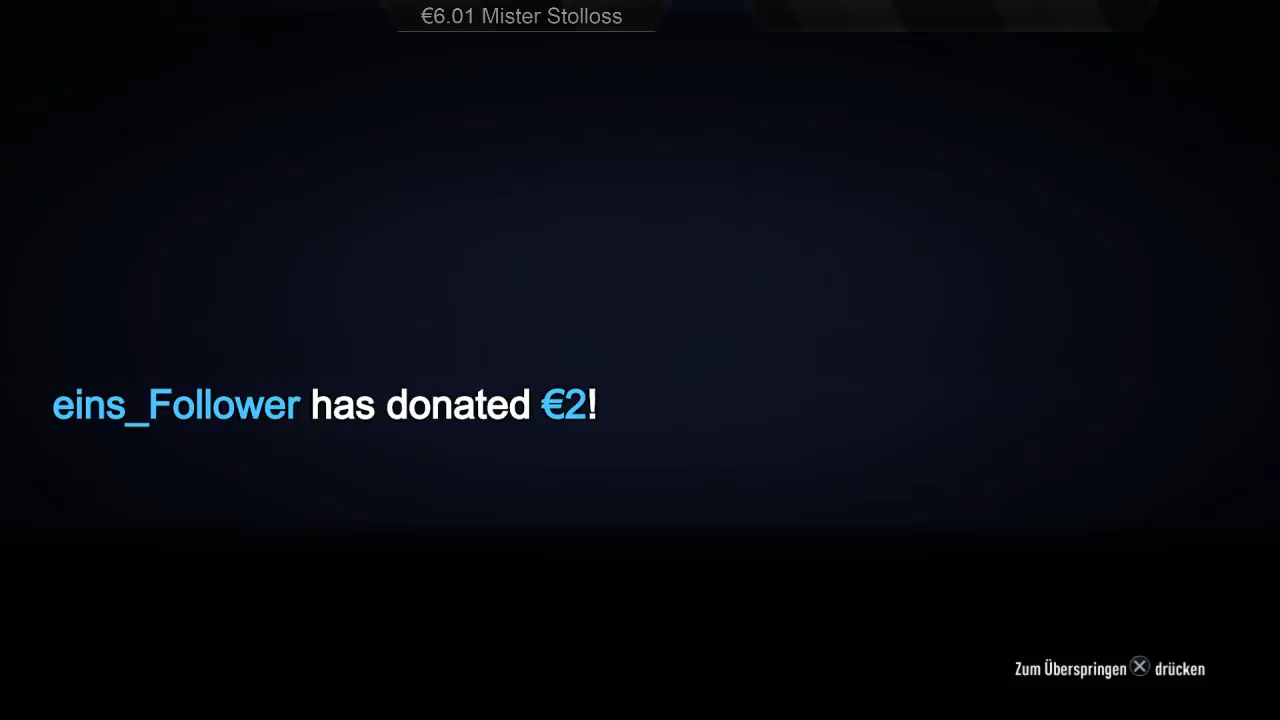 €6.01 Mister Stolloss
eins_Follower has donated €2!
Zum Überspringen ⊗ drücken